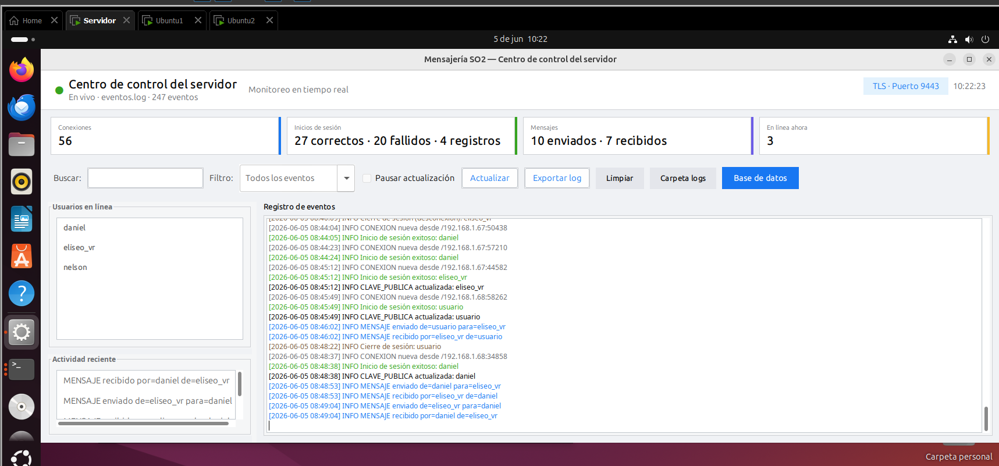 Home
Servidor
Ubuntu1
Ubuntu2
5 de jun 10:22
Mensajería SO2 — Centro de control del servidor
Centro de control del servidor
En vivo · eventos.log · 247 eventos
Monitoreo en tiempo real
TLS · Puerto 9443
10:22:23
Conexiones
56
Inicios de sesión
27 correctos · 20 fallidos · 4 registros
Mensajes
10 enviados · 7 recibidos
En línea ahora
3
Buscar:
Filtro:
Todos los eventos
Pausar actualización
Actualizar
Exportar log
Limpiar
Carpeta logs
Base de datos
Usuarios en línea
daniel
eliseo_vr
nelson
Actividad reciente
MENSAJE recibido por=daniel de=eliseo_vr
MENSAJE enviado de=eliseo_vr para=daniel
Registro de eventos
INFO Cierre de sesión (desconexión): eliseo_vr
[2026-06-05 08:44:04] INFO CONEXION nueva desde /192.168.1.67:50438
[2026-06-05 08:44:05] INFO Inicio de sesión exitoso: daniel
[2026-06-05 08:44:23] INFO CONEXION nueva desde /192.168.1.67:57210
[2026-06-05 08:44:24] INFO Inicio de sesión exitoso: daniel
[2026-06-05 08:45:12] INFO CONEXION nueva desde /192.168.1.67:44582
[2026-06-05 08:45:12] INFO Inicio de sesión exitoso: eliseo_vr
[2026-06-05 08:45:12] INFO CLAVE_PUBLICA actualizada: eliseo_vr
[2026-06-05 08:45:49] INFO CONEXION nueva desde /192.168.1.68:58262
[2026-06-05 08:45:49] INFO Inicio de sesión exitoso: usuario
[2026-06-05 08:45:49] INFO CLAVE_PUBLICA actualizada: usuario
[2026-06-05 08:46:02] INFO MENSAJE enviado de=usuario para=eliseo_vr
[2026-06-05 08:46:02] INFO MENSAJE recibido por=eliseo_vr de=usuario
[2026-06-05 08:48:22] INFO Cierre de sesión: usuario
[2026-06-05 08:48:37] INFO CONEXION nueva desde /192.168.1.68:34858
[2026-06-05 08:48:38] INFO Inicio de sesión exitoso: daniel
[2026-06-05 08:48:38] INFO CLAVE_PUBLICA actualizada: daniel
[2026-06-05 08:48:53] INFO MENSAJE enviado de=daniel para=eliseo_vr
[2026-06-05 08:48:53] INFO MENSAJE recibido por=eliseo_vr de=daniel
[2026-06-05 08:49:04] INFO MENSAJE enviado de=eliseo_vr para=daniel
[2026-06-05 08:49:04] INFO MENSAJE recibido por=daniel de=eliseo_vr
Carpeta personal